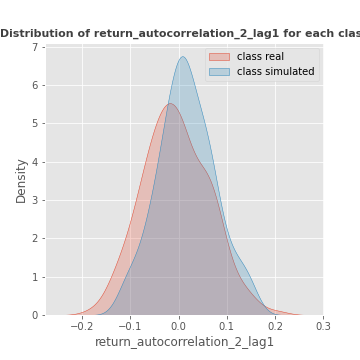 Distribution of return_autocorrelation_2_lag1 for each clas
class real
class simulated
7
6
5
4
3
2
1
0
Density
−0.2
−0.1
0.0
0.1
0.2
0.3
return_autocorrelation_2_lag1